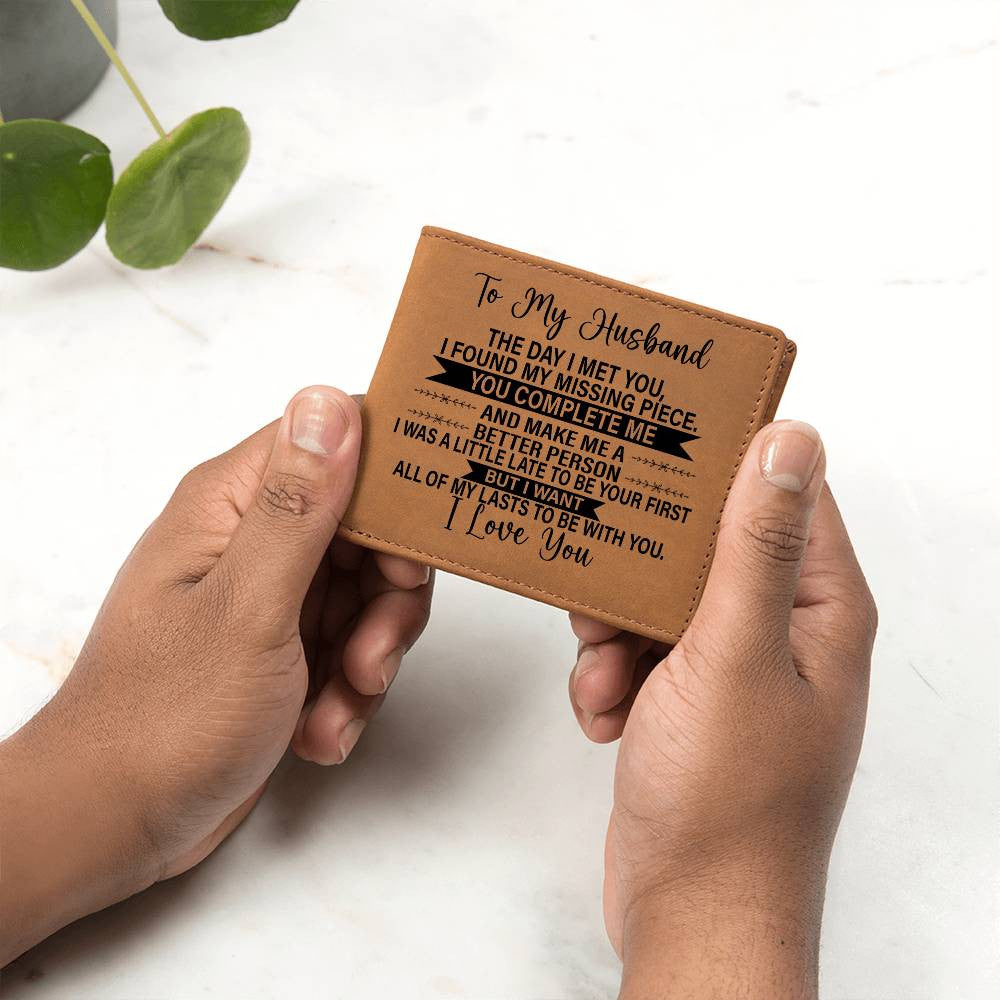 To My Husband
THE DAY I MET YOU,
I FOUND MY MISSING PIECE.
YOU COMPLETE ME
AND MAKE ME A
BETTER PERSON
I WAS A LITTLE LATE TO BE YOUR FIRST
BUT I WANT
ALL OF MY LASTS TO BE WITH YOU.
I Love You